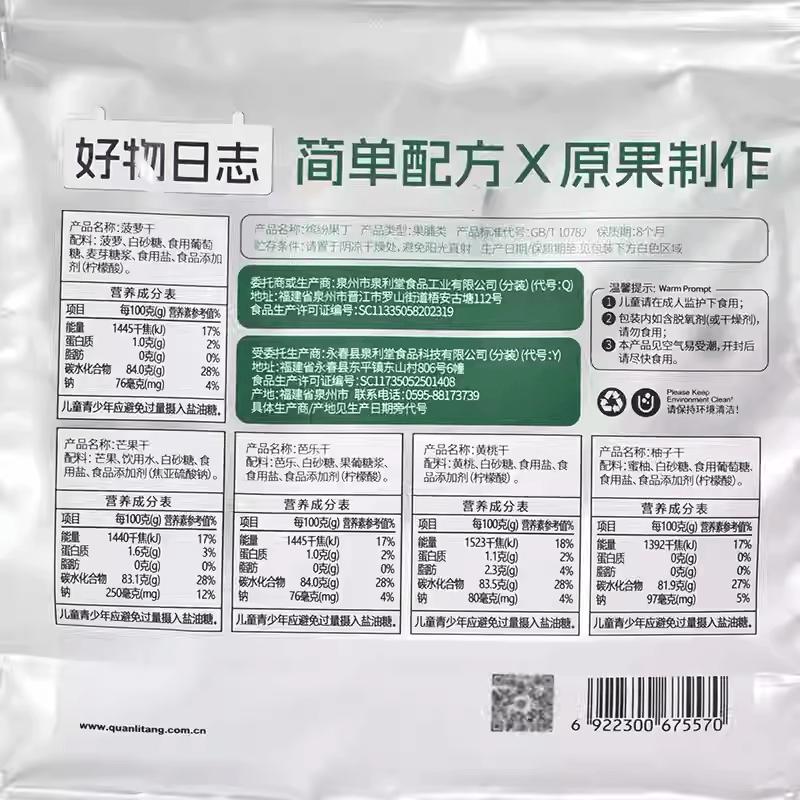 好物日志
简单配方X原果制作
产品名称:菠萝干
配料: 菠萝、白砂糖、食用葡萄
糖、麦芽糖浆、食用盐、食品添加
剂(柠檬酸)。
营养成分表
项目 每100克(g) 营养素参考值%
能量 1445千焦(kJ) 17%
蛋白质 1.0克(g) 2%
脂肪 0克(g) 0%
碳水化合物 84.0克(g) 28%
钠 76毫克(mg) 4%
儿童青少年应避免过量摄入盐油糖。
产品名称:缤纷果丁 产品类型:果脯类 产品标准代号:GB/T 10782 保质期:8个月
贮存条件:请置于阴凉干燥处,避免阳光直射 生产日期/保质期至:见包装下方白色区域
委托商或生产商:泉州市泉利堂食品工业有限公司(分装)(代号:Q)
地址:福建省泉州市晋江市罗山街道梧安古塘112号
食品生产许可证编号:SC11335058202319
受委托生产商:永春县泉利堂食品科技有限公司(分装)(代号:Y)
地址:福建省永春县东平镇东山村806号6幢
食品生产许可证编号:SC11735052501408
产地:福建省泉州市 联系电话:0595-88173739
具体生产商/产地见生产日期旁代号
温馨提示: Warm Prompt
1 儿童请在成人监护下食用;
2 包装内如含脱氧剂(或干燥剂),
请勿食用;
3 本产品见空气易受潮,开封后
请尽快食用。
Please Keep
Environment Clean!
请保持环境清洁!
产品名称:芒果干
配料:芒果、饮用水、白砂糖、食
用盐、食品添加剂(焦亚硫酸钠)。
营养成分表
项目 每100克(g) 营养素参考值%
能量 1440千焦(kJ) 17%
蛋白质 1.6克(g) 3%
脂肪 0克(g) 0%
碳水化合物 83.1克(g) 28%
钠 250毫克(mg) 12%
儿童青少年应避免过量摄入盐油糖。
产品名称:芭乐干
配料:芭乐、白砂糖、果葡糖浆、
食用盐、食品添加剂(柠檬酸)。
营养成分表
项目 每100克(g) 营养素参考值%
能量 1445千焦(kJ) 17%
蛋白质 1.0克(g) 2%
脂肪 0克(g) 0%
碳水化合物 84.0克(g) 28%
钠 76毫克(mg) 4%
儿童青少年应避免过量摄入盐油糖。
产品名称:黄桃干
配料:黄桃、白砂糖、食用盐、食
品添加剂(柠檬酸)。
营养成分表
项目 每100克(g) 营养素参考值%
能量 1523千焦(kJ) 18%
蛋白质 1.1克(g) 2%
脂肪 2.3克(g) 4%
碳水化合物 83.5克(g) 28%
钠 80毫克(mg) 4%
儿童青少年应避免过量摄入盐油糖。
产品名称:柚子干
配料:蜜柚、白砂糖、食用葡萄糖、
食用盐、食品添加剂(柠檬酸)。
营养成分表
项目 每100克(g) 营养素参考值%
能量 1392千焦(kJ) 17%
蛋白质 0克(g) 0%
脂肪 0克(g) 0%
碳水化合物 81.9克(g) 27%
钠 97毫克(mg) 5%
儿童青少年应避免过量摄入盐油糖。
www.quanlitang.com.cn
6 922300 675570